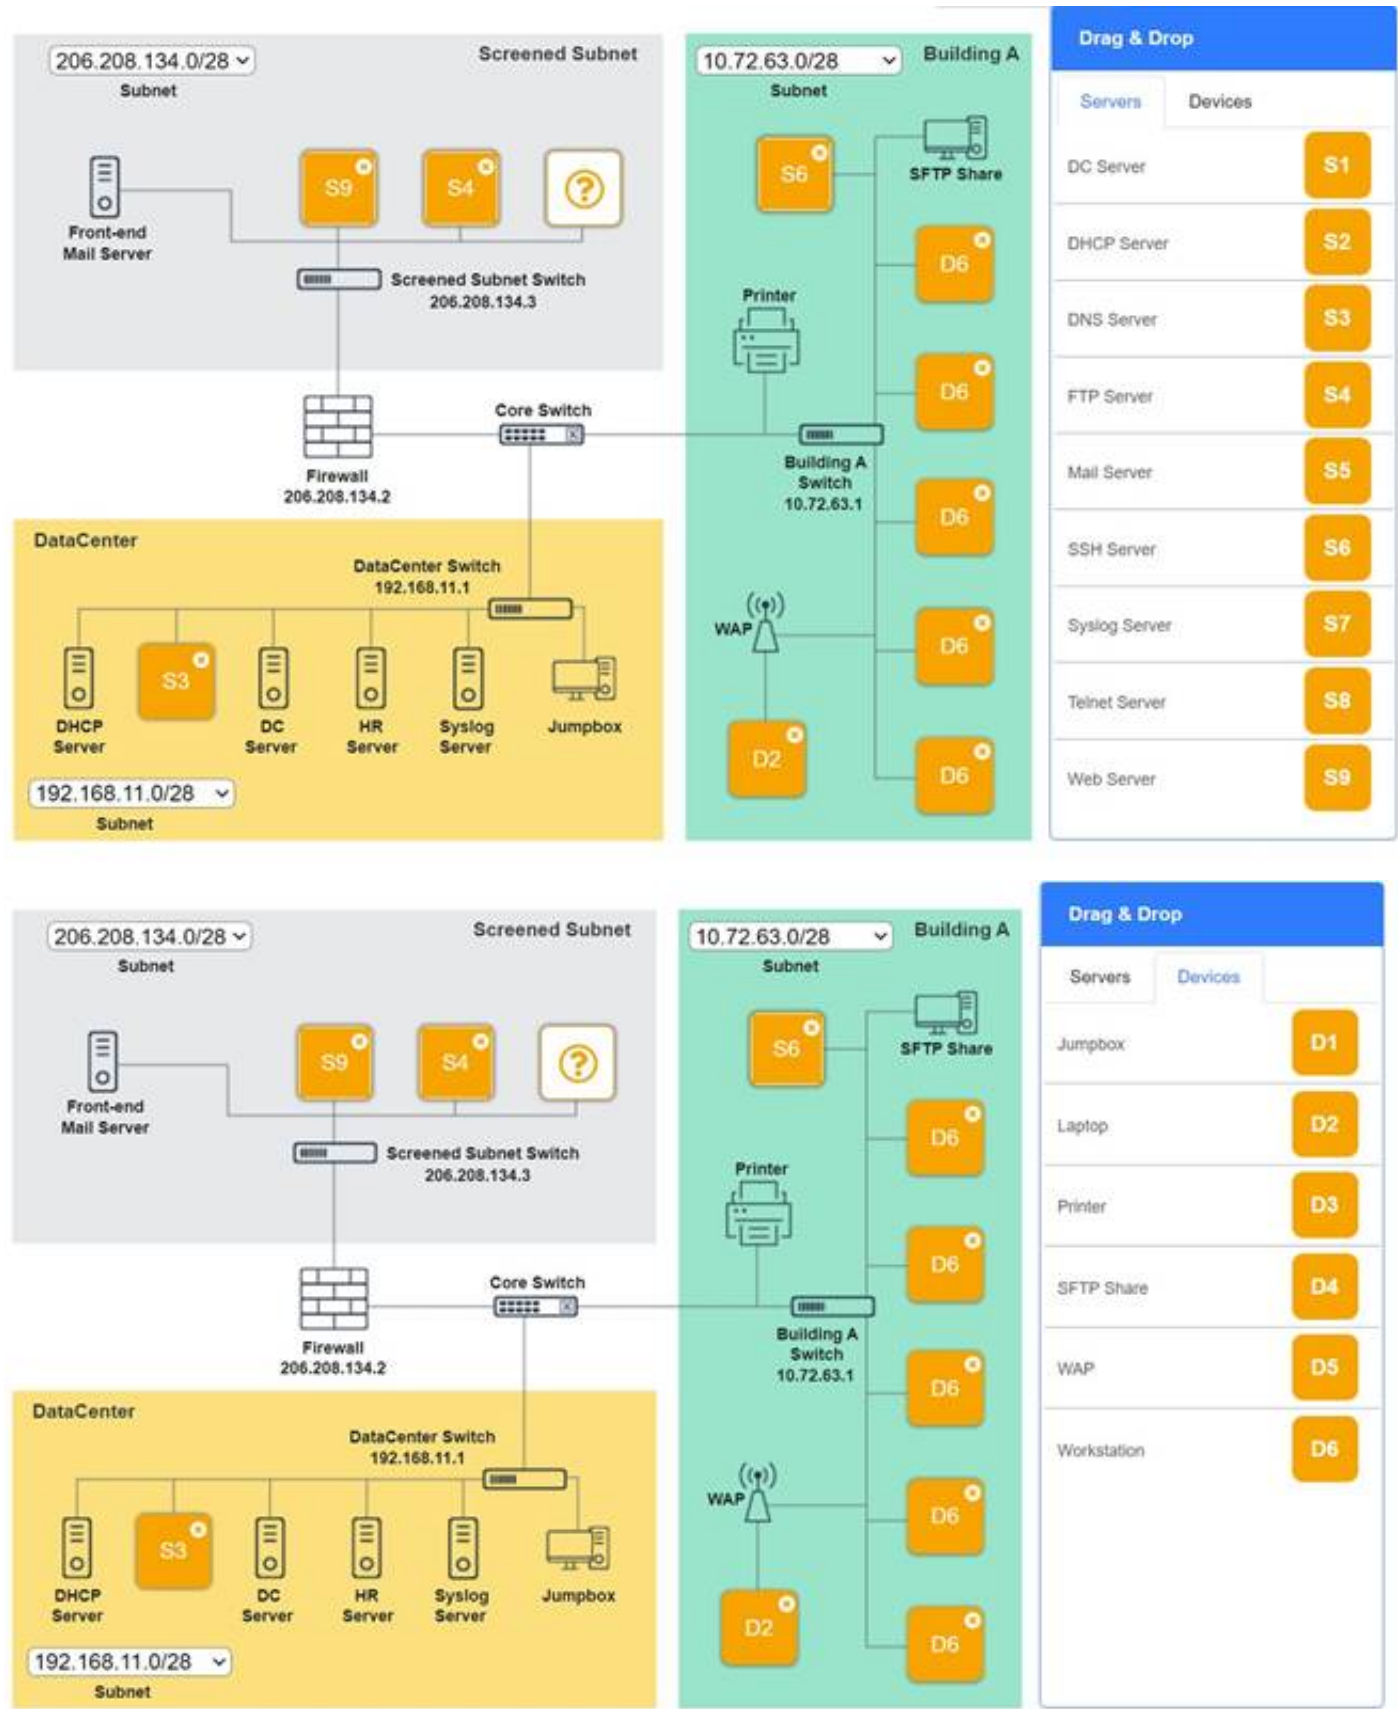 206.208.134.0/28
Subnet
Screened Subnet
Front-end
Mail Server
S9
S4
?
Screened Subnet Switch
206.208.134.3
Firewall
206.208.134.2
Core Switch
DataCenter
DataCenter Switch
192.168.11.1
DHCP
Server
S3
DC
Server
HR
Server
Syslog
Server
Jumpbox
192.168.11.0/28
Subnet
10.72.63.0/28
Subnet
Building A
S6
SFTP Share
D6
Printer
D6
Building A
Switch
10.72.63.1
D6
WAP
D6
D2
D6
Drag & Drop
Servers Devices
DC Server S1
DHCP Server S2
DNS Server S3
FTP Server S4
Mail Server S5
SSH Server S6
Syslog Server S7
Telnet Server S8
Web Server S9
206.208.134.0/28
Subnet
Screened Subnet
Front-end
Mail Server
S9
S4
?
Screened Subnet Switch
206.208.134.3
Firewall
206.208.134.2
Core Switch
DataCenter
DataCenter Switch
192.168.11.1
DHCP
Server
S3
DC
Server
HR
Server
Syslog
Server
Jumpbox
192.168.11.0/28
Subnet
10.72.63.0/28
Subnet
Building A
S6
SFTP Share
D6
Printer
D6
Building A
Switch
10.72.63.1
D6
WAP
D6
D2
D6
Drag & Drop
Servers Devices
Jumpbox D1
Laptop D2
Printer D3
SFTP Share D4
WAP D5
Workstation D6